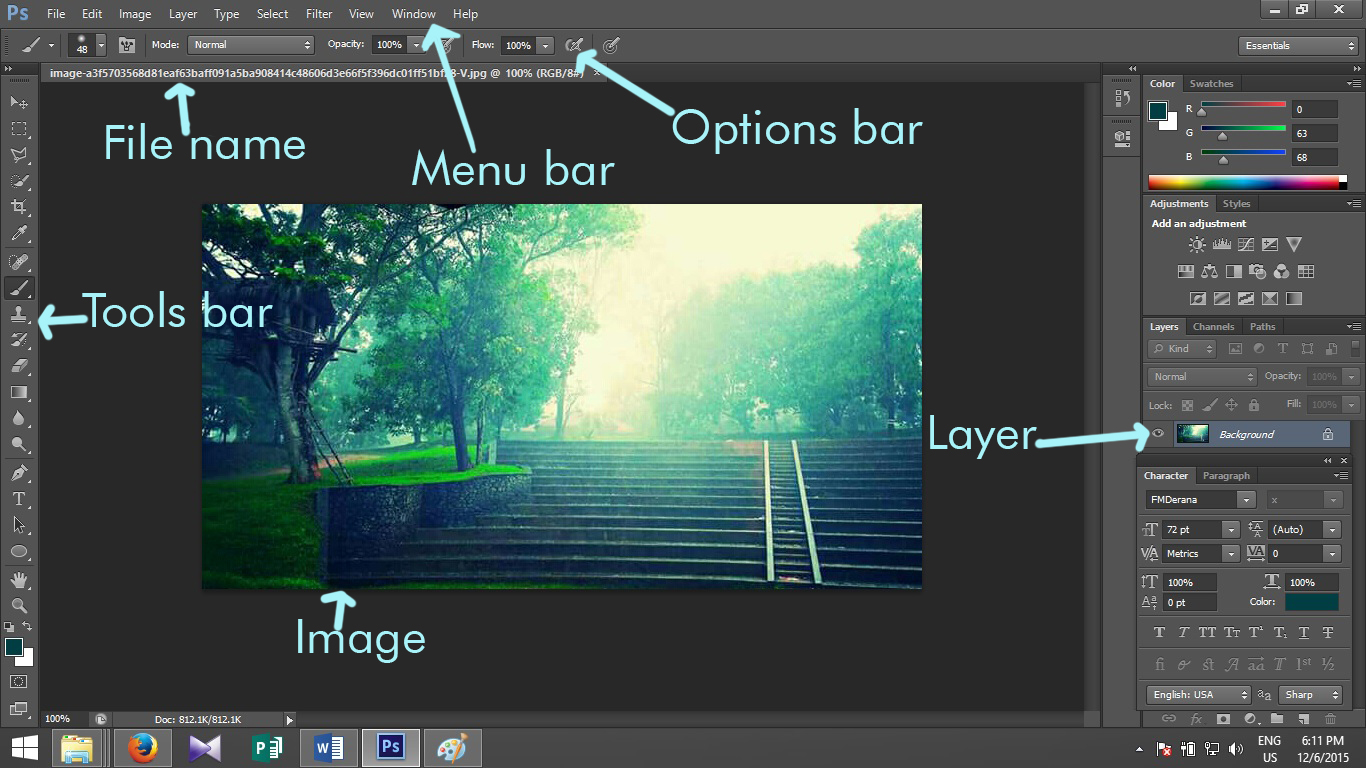 Ps File Edit Image Layer Type Select Filter View Window Help
48 Mode: Normal Opacity: 100% Flow: 100% Essentials
image-a3f5703568d81eaf63baff091a5ba908414c48606d3e66f5f396dc01ff51bf28-V.jpg @ 100% (RGB/8#) ×
File name
Menu bar
Options bar
Tools bar
Layer
Image
Color Swatches
R 0
G 63
B 68
Adjustments Styles
Add an adjustment
Layers Channels Paths
Kind
Normal Opacity: 100%
Lock: Fill: 100%
Background
Character Paragraph
FMDerana x
72 pt (Auto)
Metrics 0
100% 100%
0 pt Color:
English: USA aa Sharp
100% Doc: 812.1K/812.1K
ENG 6:11 PM
US 12/6/2015